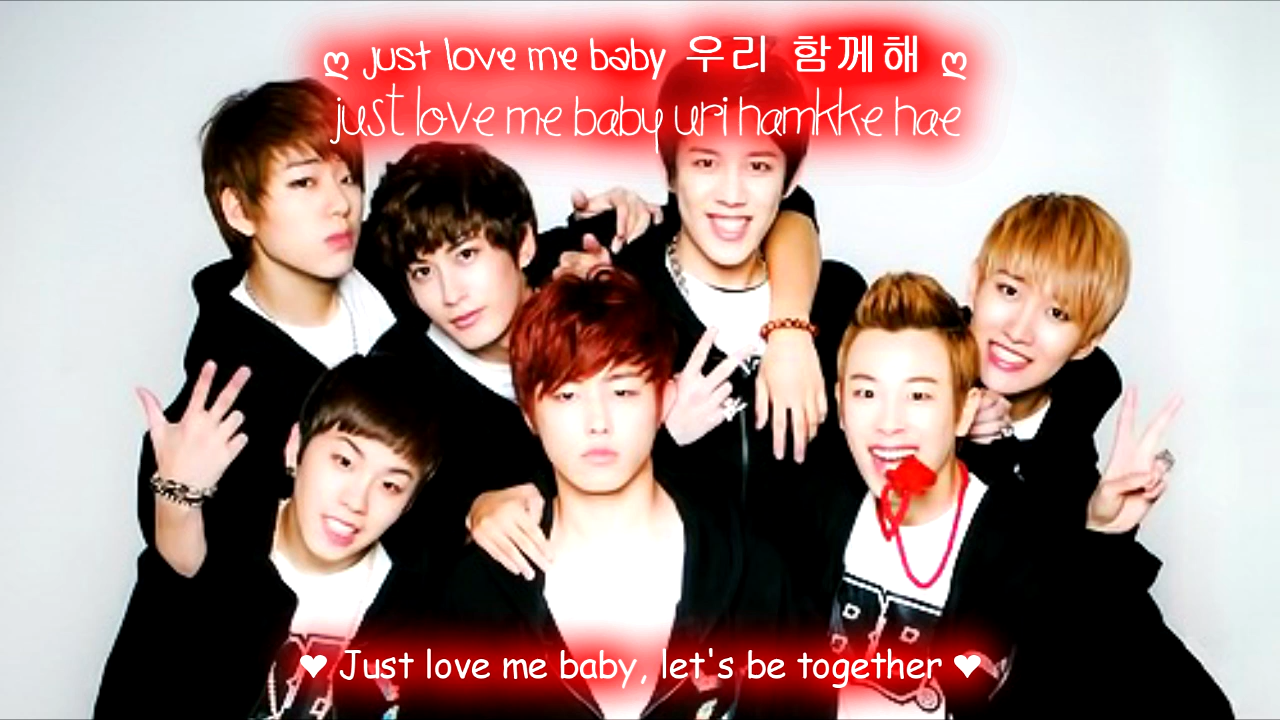 ღ just love me baby 우리 함께해 ღ
just love me baby uri hamkke hae
❤ Just love me baby, let's be together ❤